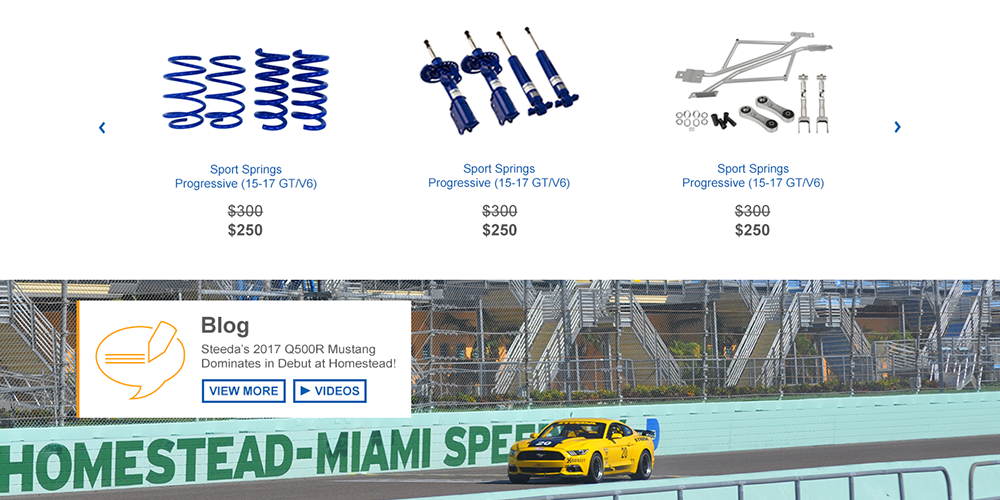 Sport Springs
Progressive (15-17 GT/V6)
$300
$250
Sport Springs
Progressive (15-17 GT/V6)
$300
$250
Sport Springs
Progressive (15-17 GT/V6)
$300
$250
Blog
Steeda's 2017 Q500R Mustang
Dominates in Debut at Homestead!
VIEW MORE
VIDEOS
HOMESTEAD-MIAMI SPEE
20
20